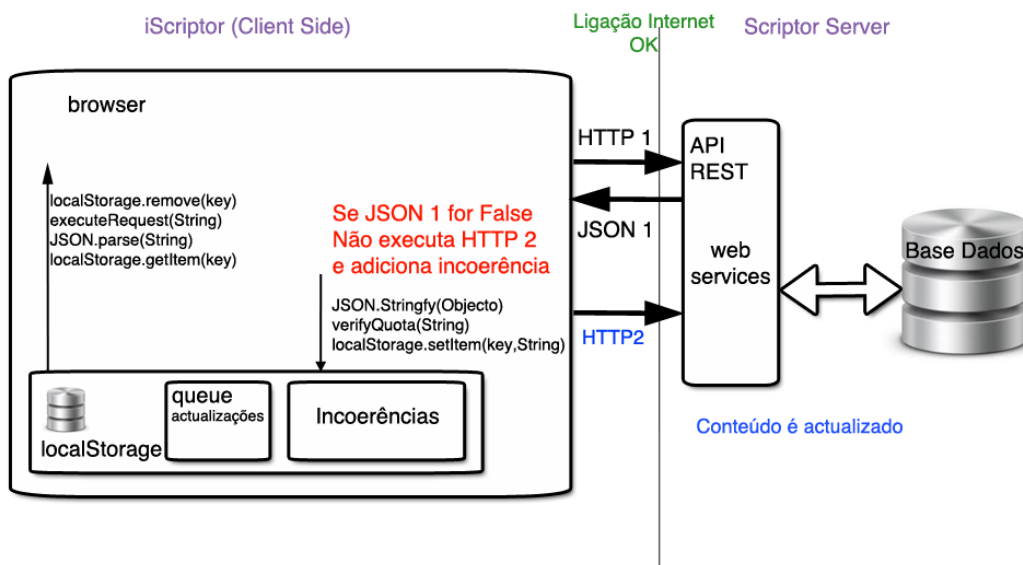 iScriptor (Client Side)
Ligação Internet
OK
Scriptor Server
browser
localStorage.remove(key)
executeRequest(String)
JSON.parse(String)
localStorage.getItem(key)
Se JSON 1 for False
Não executa HTTP 2
e adiciona incoerência
JSON.Stringfy(Objecto)
verifyQuota(String)
localStorage.setItem(key,String)
localStorage
queue
actualizações
Incoerências
HTTP 1
JSON 1
HTTP2
API
REST
web
services
Base Dados
Conteúdo é actualizado